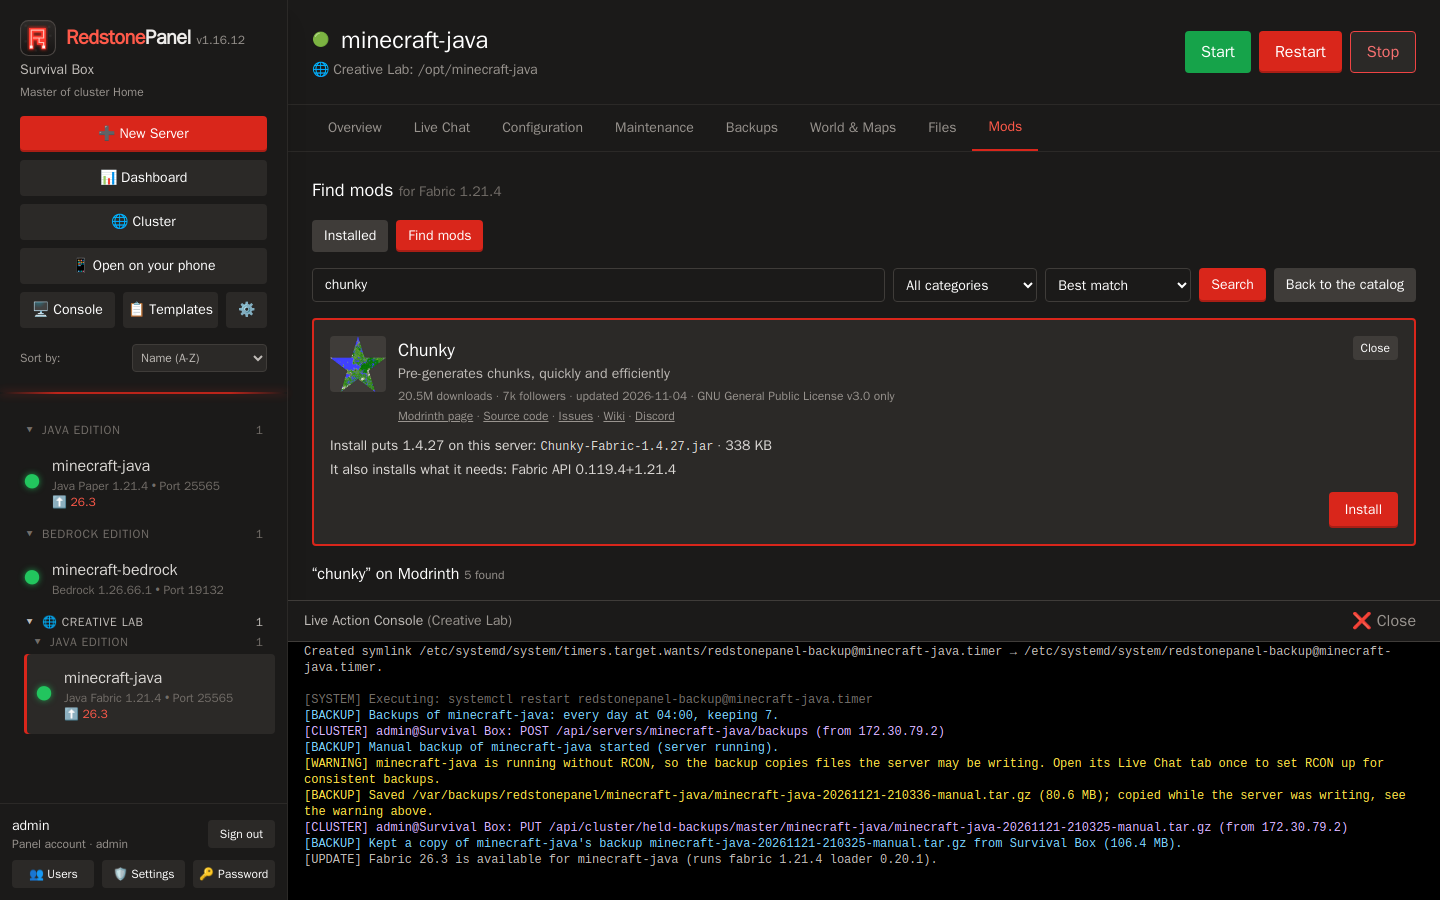 RedstonePanel v1.16.12
Survival Box
Master of cluster Home
➕ New Server
📊 Dashboard
🌐 Cluster
📱 Open on your phone
🖥️ Console
📋 Templates
⚙️
Sort by:
Name (A-Z)
▼ JAVA EDITION 1
minecraft-java
Java Paper 1.21.4 • Port 25565
⬆️ 26.3
▼ BEDROCK EDITION 1
minecraft-bedrock
Bedrock 1.26.66.1 • Port 19132
▼ 🌐 CREATIVE LAB 1
▼ JAVA EDITION 1
minecraft-java
Java Fabric 1.21.4 • Port 25565
⬆️ 26.3
admin
Panel account · admin
Sign out
👥 Users
🛡️ Settings
🔑 Password
minecraft-java
🌐 Creative Lab: /opt/minecraft-java
Start
Restart
Stop
Overview
Live Chat
Configuration
Maintenance
Backups
World & Maps
Files
Mods
Find mods for Fabric 1.21.4
Installed
Find mods
chunky
All categories
Best match
Search
Back to the catalog
Chunky
Close
Pre-generates chunks, quickly and efficiently
20.5M downloads · 7k followers · updated 2026-11-04 · GNU General Public License v3.0 only
Modrinth page · Source code · Issues · Wiki · Discord
Install puts 1.4.27 on this server: Chunky-Fabric-1.4.27.jar · 338 KB
It also installs what it needs: Fabric API 0.119.4+1.21.4
Install
“chunky” on Modrinth 5 found
Live Action Console (Creative Lab)
❌ Close
Created symlink /etc/systemd/system/timers.target.wants/redstonepanel-backup@minecraft-java.timer → /etc/systemd/system/redstonepanel-backup@minecraft-
java.timer.
[SYSTEM] Executing: systemctl restart redstonepanel-backup@minecraft-java.timer
[BACKUP] Backups of minecraft-java: every day at 04:00, keeping 7.
[CLUSTER] admin@Survival Box: POST /api/servers/minecraft-java/backups (from 172.30.79.2)
[BACKUP] Manual backup of minecraft-java started (server running).
[WARNING] minecraft-java is running without RCON, so the backup copies files the server may be writing. Open its Live Chat tab once to set RCON up for
consistent backups.
[BACKUP] Saved /var/backups/redstonepanel/minecraft-java/minecraft-java-20261121-210336-manual.tar.gz (80.6 MB); copied while the server was writing, see
the warning above.
[CLUSTER] admin@Survival Box: PUT /api/cluster/held-backups/master/minecraft-java/minecraft-java-20261121-210325-manual.tar.gz (from 172.30.79.2)
[BACKUP] Kept a copy of minecraft-java's backup minecraft-java-20261121-210325-manual.tar.gz from Survival Box (106.4 MB).
[UPDATE] Fabric 26.3 is available for minecraft-java (runs fabric 1.21.4 loader 0.20.1).